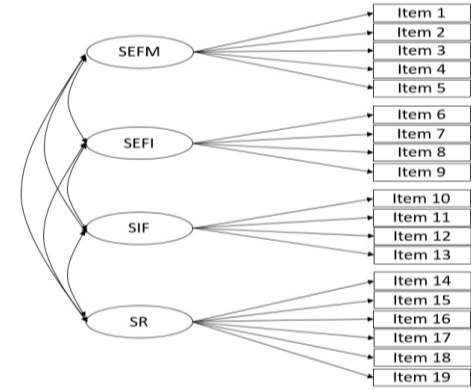 Item 1
Item 2
SEFM
Item 3
Item 4
Item 5
Item 6
Item 7
SEFI
Item 8
Item 9
Item 10
Item 11
SIF
Item 12
Item 13
Item 14
Item 15
SR
Item 16
Item 17
Item 18
Item 19